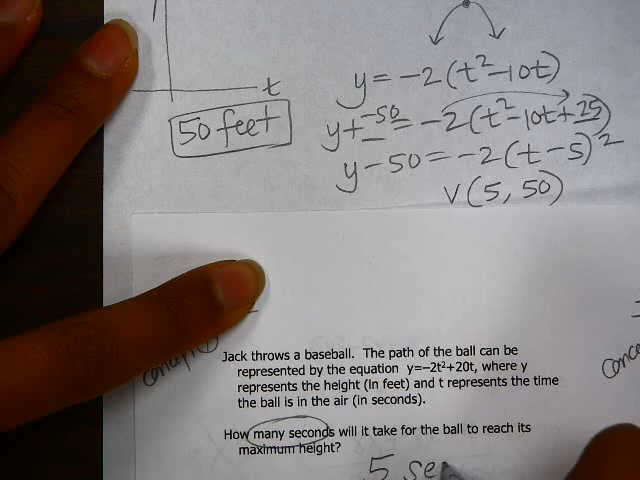 t
50 feet
y = -2(t²-10t)
y+ -50 = -2(t²-10t+25)
y-50 = -2(t-5)²
V(5, 50)
concept 1
conce
Jack throws a baseball. The path of the ball can be
represented by the equation y=−2t²+20t, where y
represents the height (in feet) and t represents the time
the ball is in the air (in seconds).
How many seconds will it take for the ball to reach its
maximum height?
5 se